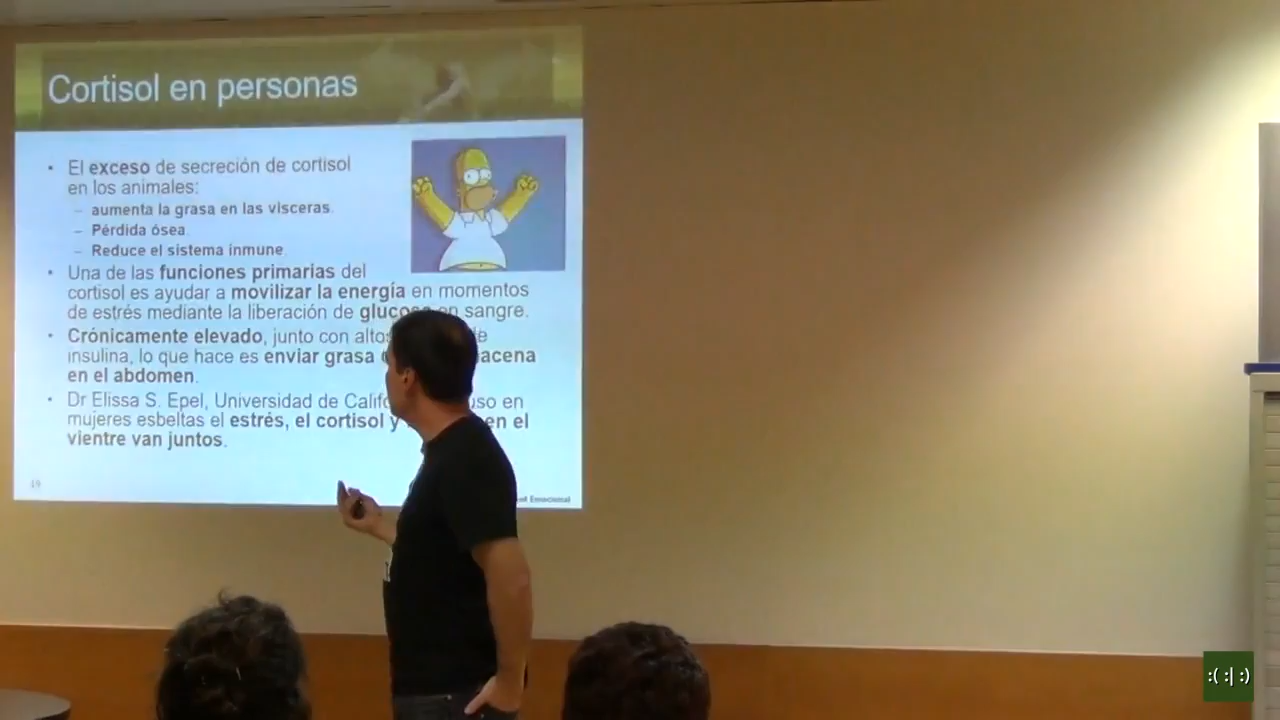 Cortisol en personas
• El exceso de secreción de cortisol
en los animales:
– aumenta la grasa en las vísceras.
– Pérdida ósea.
– Reduce el sistema inmune.
• Una de las funciones primarias del
cortisol es ayudar a movilizar la energía en momentos
de estrés mediante la liberación de glucosa en sangre.
• Crónicamente elevado, junto con altos de
insulina, lo que hace es enviar grasa
en el abdomen.
• Dr Elissa S. Epel, Universidad de en
mujeres esbeltas el estrés, el cortisol y en el
vientre van juntos.
49
Emocional
:( :| :)